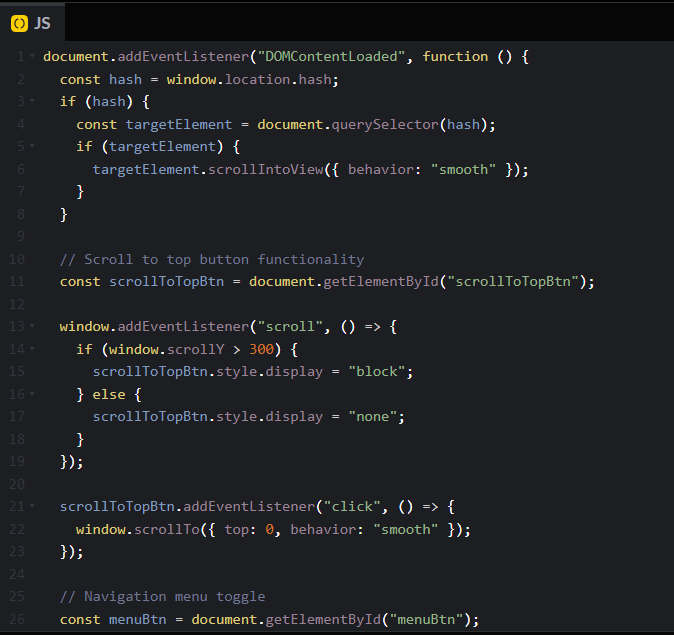 () JS
1 document.addEventListener("DOMContentLoaded", function () {
2 const hash = window.location.hash;
3 if (hash) {
4 const targetElement = document.querySelector(hash);
5 if (targetElement) {
6 targetElement.scrollIntoView({ behavior: "smooth" });
7 }
8 }
9
10 // Scroll to top button functionality
11 const scrollToTopBtn = document.getElementById("scrollToTopBtn");
12
13 window.addEventListener("scroll", () => {
14 if (window.scrollY > 300) {
15 scrollToTopBtn.style.display = "block";
16 } else {
17 scrollToTopBtn.style.display = "none";
18 }
19 });
20
21 scrollToTopBtn.addEventListener("click", () => {
22 window.scrollTo({ top: 0, behavior: "smooth" });
23 });
24
25 // Navigation menu toggle
26 const menuBtn = document.getElementById("menuBtn");